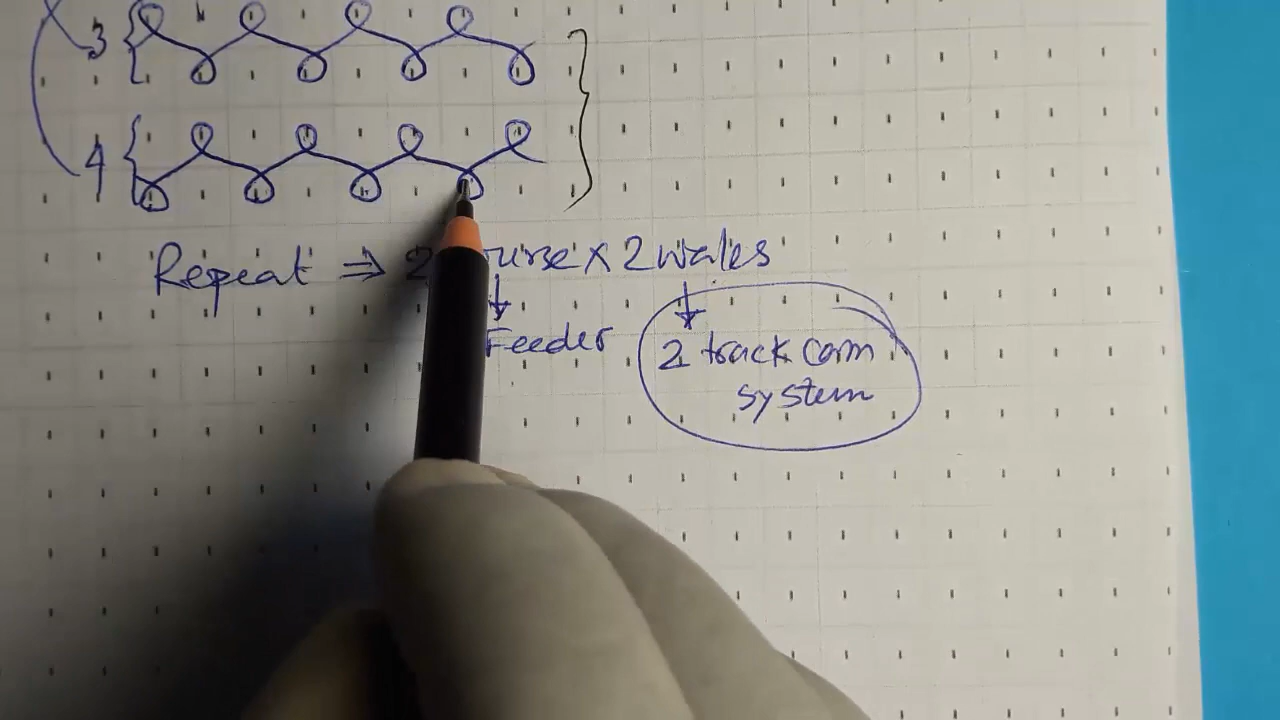 3
4
Repeat ⇒ 2 urse x 2 wales
Feeder
2 track cam
system